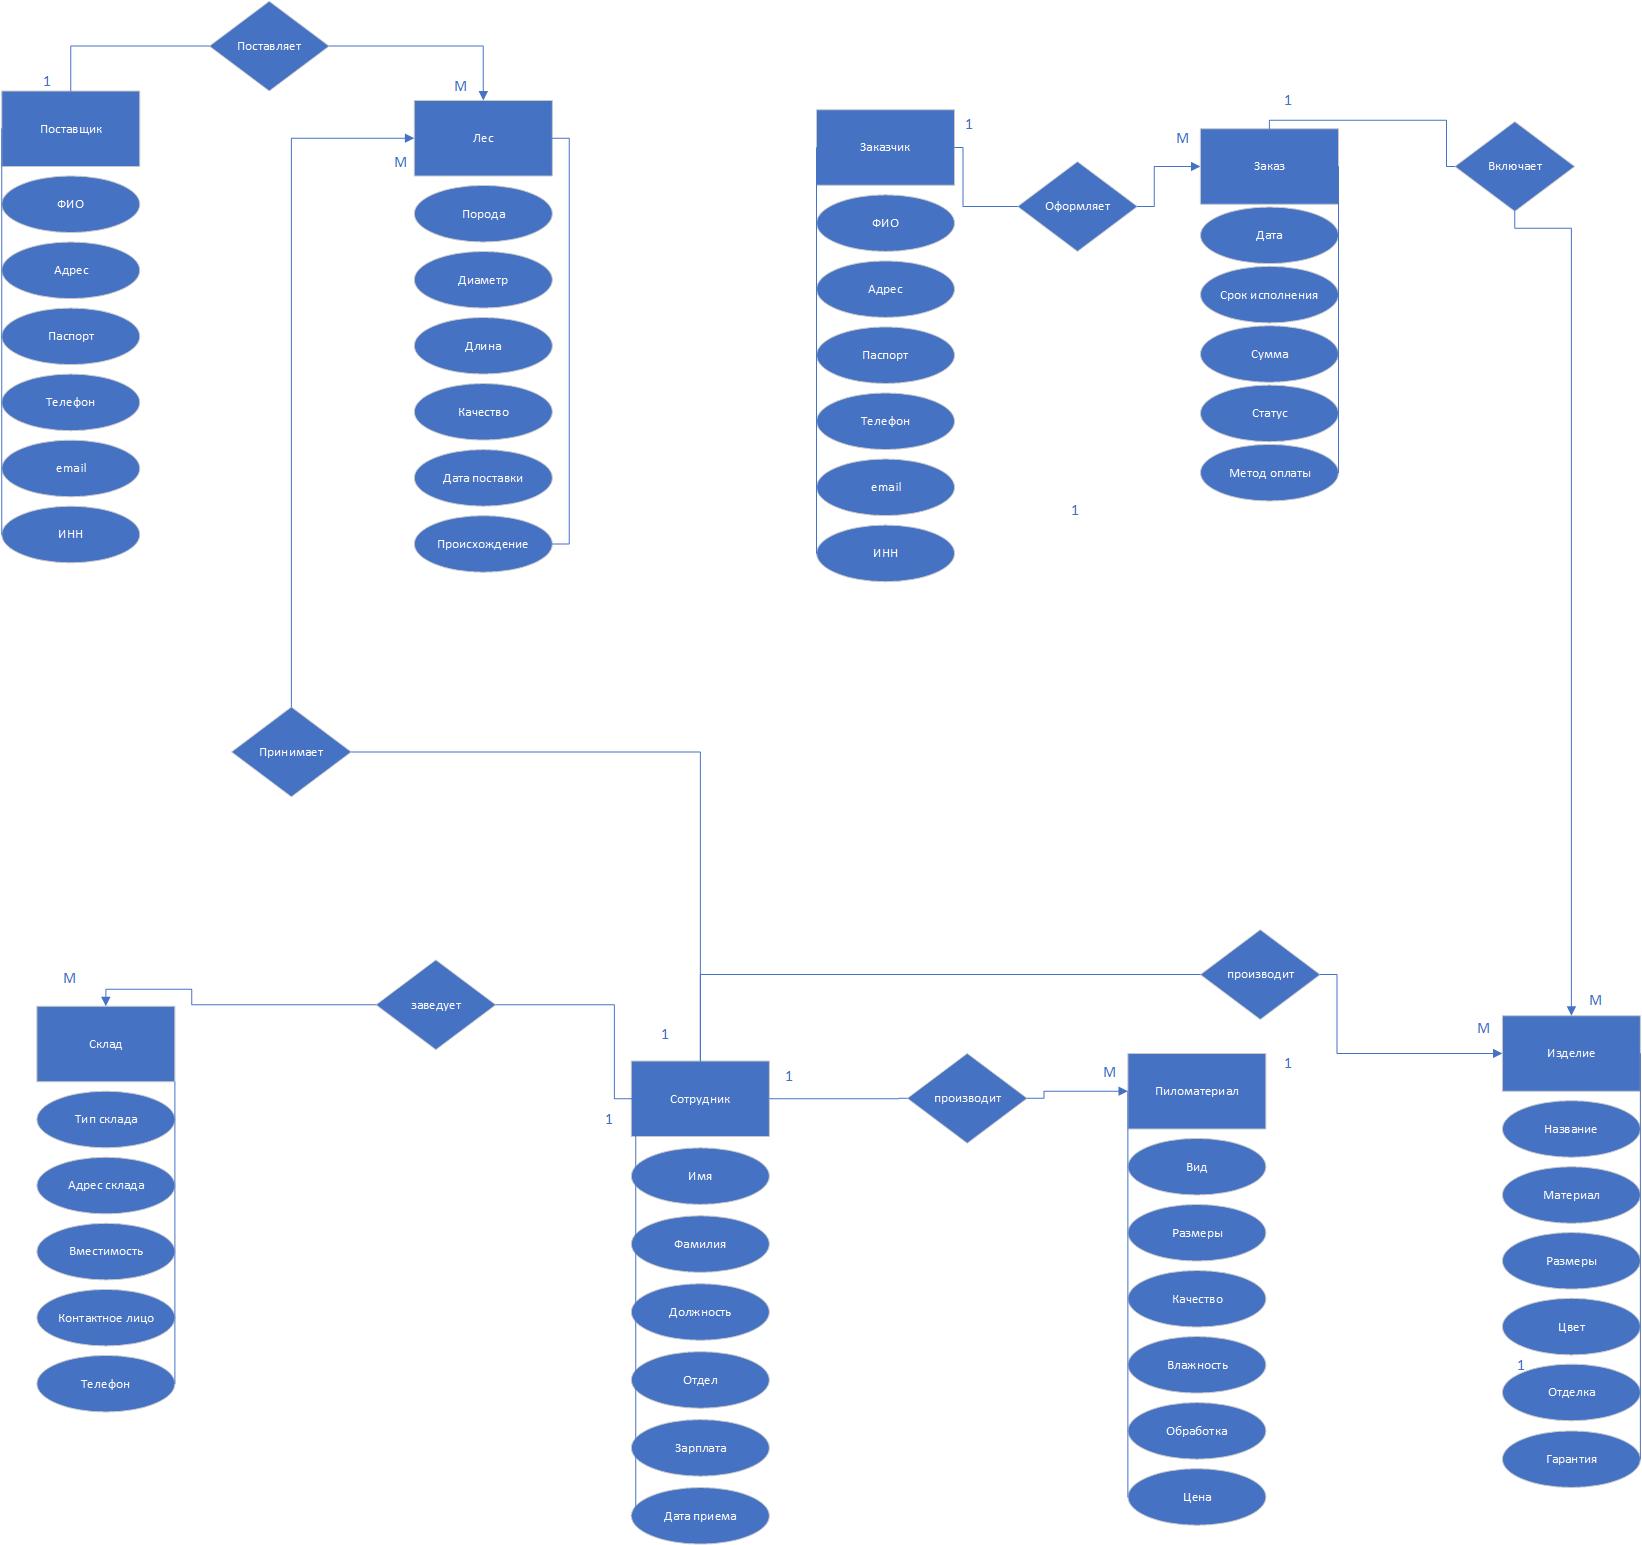 Поставляет
1
М
Поставщик
Лес
М
ФИО
Адрес
Паспорт
Телефон
email
ИНН
Порода
Диаметр
Длина
Качество
Дата поставки
Происхождение
Заказчик
1
ФИО
Адрес
Паспорт
Телефон
email
ИНН
Оформляет
М
1
Заказ
Дата
Срок исполнения
Сумма
Статус
Метод оплаты
1
Включает
Принимает
М
Склад
Тип склада
Адрес склада
Вместимость
Контактное лицо
Телефон
заведует
1
1
1
Сотрудник
Имя
Фамилия
Должность
Отдел
Зарплата
Дата приема
производит
М
Пиломатериал
1
Вид
Размеры
Качество
Влажность
Обработка
Цена
производит
М
М
Изделие
Название
Материал
Размеры
Цвет
1
Отделка
Гарантия